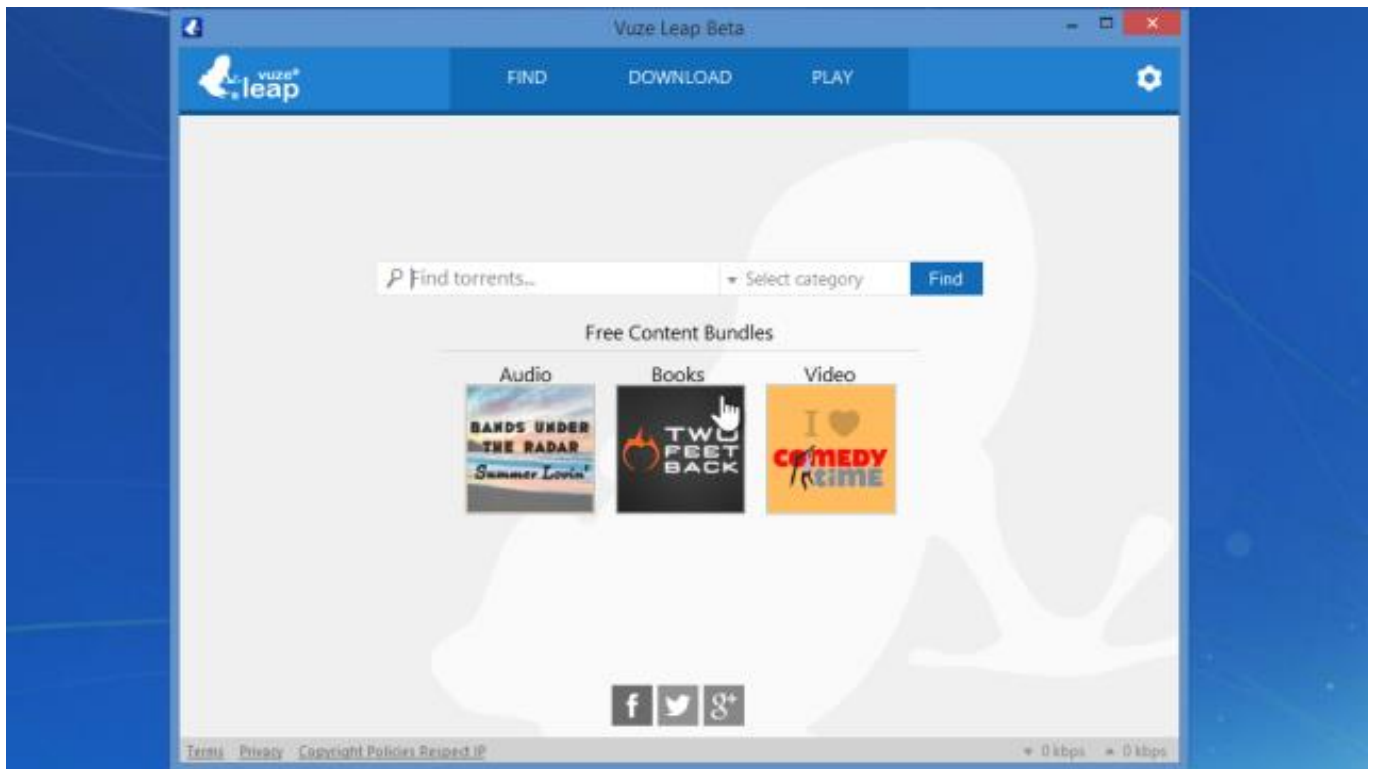 Vuze Leap Beta
vuze®
leap
FIND DOWNLOAD PLAY
Find torrents...
Select category
Find
Free Content Bundles
Audio Books Video
BANDS UNDER
THE RADAR
Summer Lovin'
TWO
FEET
BACK
I
COMEDY
TiME
f
g+
Terms Privacy Copyright Policies Respect IP
0 kbps 0 kbps